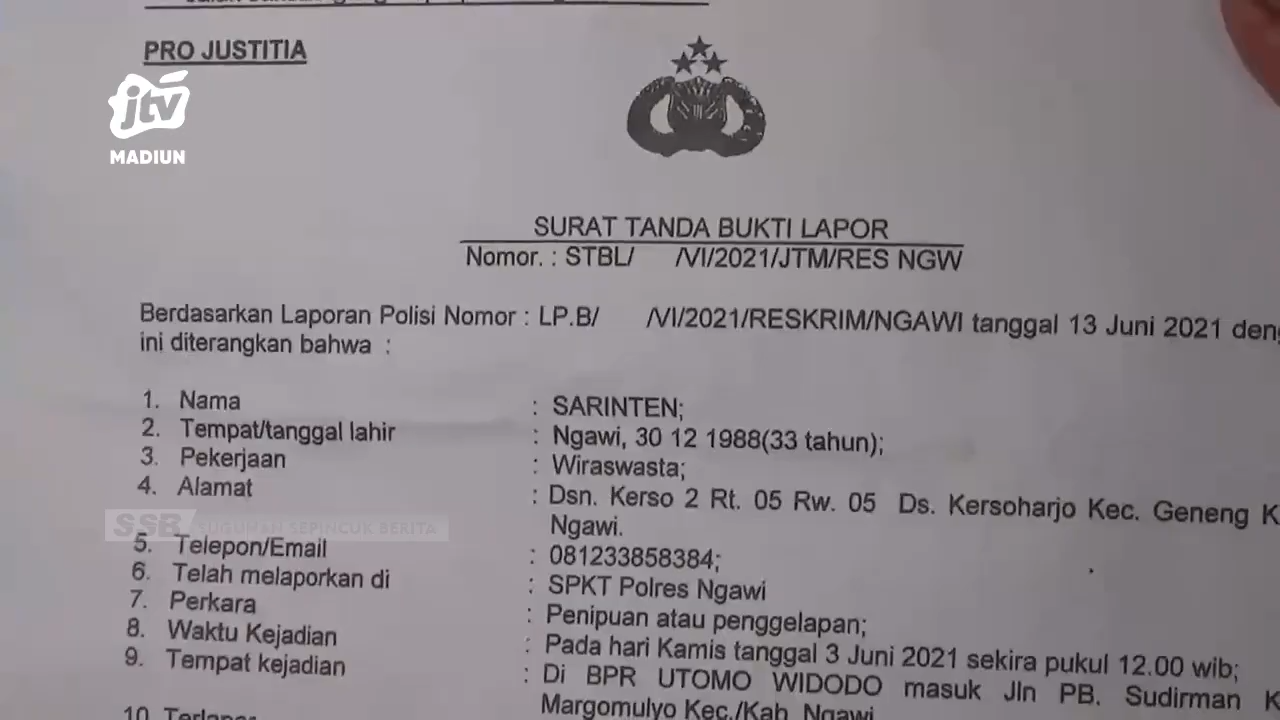 PRO JUSTITIA
jtv
MADIUN
SURAT TANDA BUKTI LAPOR
Nomor. : STBL/ /VI/2021/JTM/RES NGW
Berdasarkan Laporan Polisi Nomor : LP.B/ /VI/2021/RESKRIM/NGAWI tanggal 13 Juni 2021
ini diterangkan bahwa :
1. Nama : SARINTEN;
2. Tempat/tanggal lahir : Ngawi, 30 12 1988(33 tahun);
3. Pekerjaan : Wiraswasta;
4. Alamat : Dsn. Kerso 2 Rt. 05 Rw. 05 Ds. Kersoharjo Kec. Geneng
Ngawi.
SSB SUGUHAN SEPINCUK BERITA
5. Telepon/Email : 081233858384;
6. Telah melaporkan di : SPKT Polres Ngawi
7. Perkara : Penipuan atau penggelapan;
8. Waktu Kejadian : Pada hari Kamis tanggal 3 Juni 2021 sekira pukul 12.00 wib;
9. Tempat kejadian : Di BPR UTOMO WIDODO masuk Jln PB. Sudirman
Margomulyo Kec./Kab. Ngawi
10.